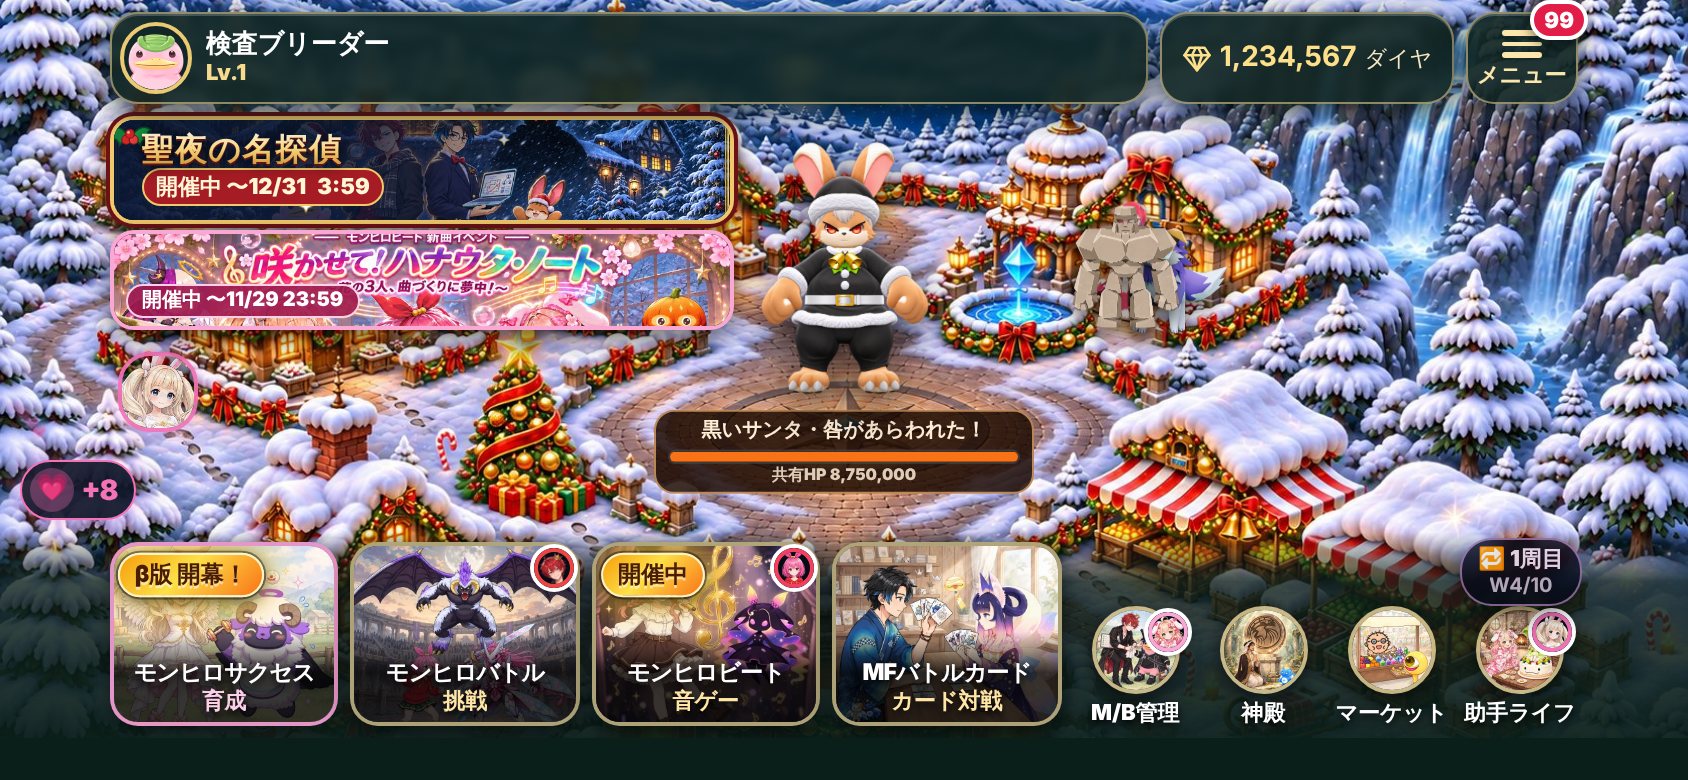 検査ブリーダー
Lv.1
1,234,567 ダイヤ
99
メニュー
聖夜の名探偵
開催中 〜12/31 3:59
モンヒロビート 新曲イベント
咲かせて!ハナウタ・ノート
の3人、曲づくりに夢中!〜
開催中 〜11/29 23:59
黒いサンタ・咎があらわれた！
共有HP 8,750,000
+8
β版 開幕！
モンヒロサクセス
育成
モンヒロバトル
挑戦
開催中
モンヒロビート
音ゲー
MFバトルカード
カード対戦
1周目
W4/10
M/B管理
神殿
マーケット
助手ライフ